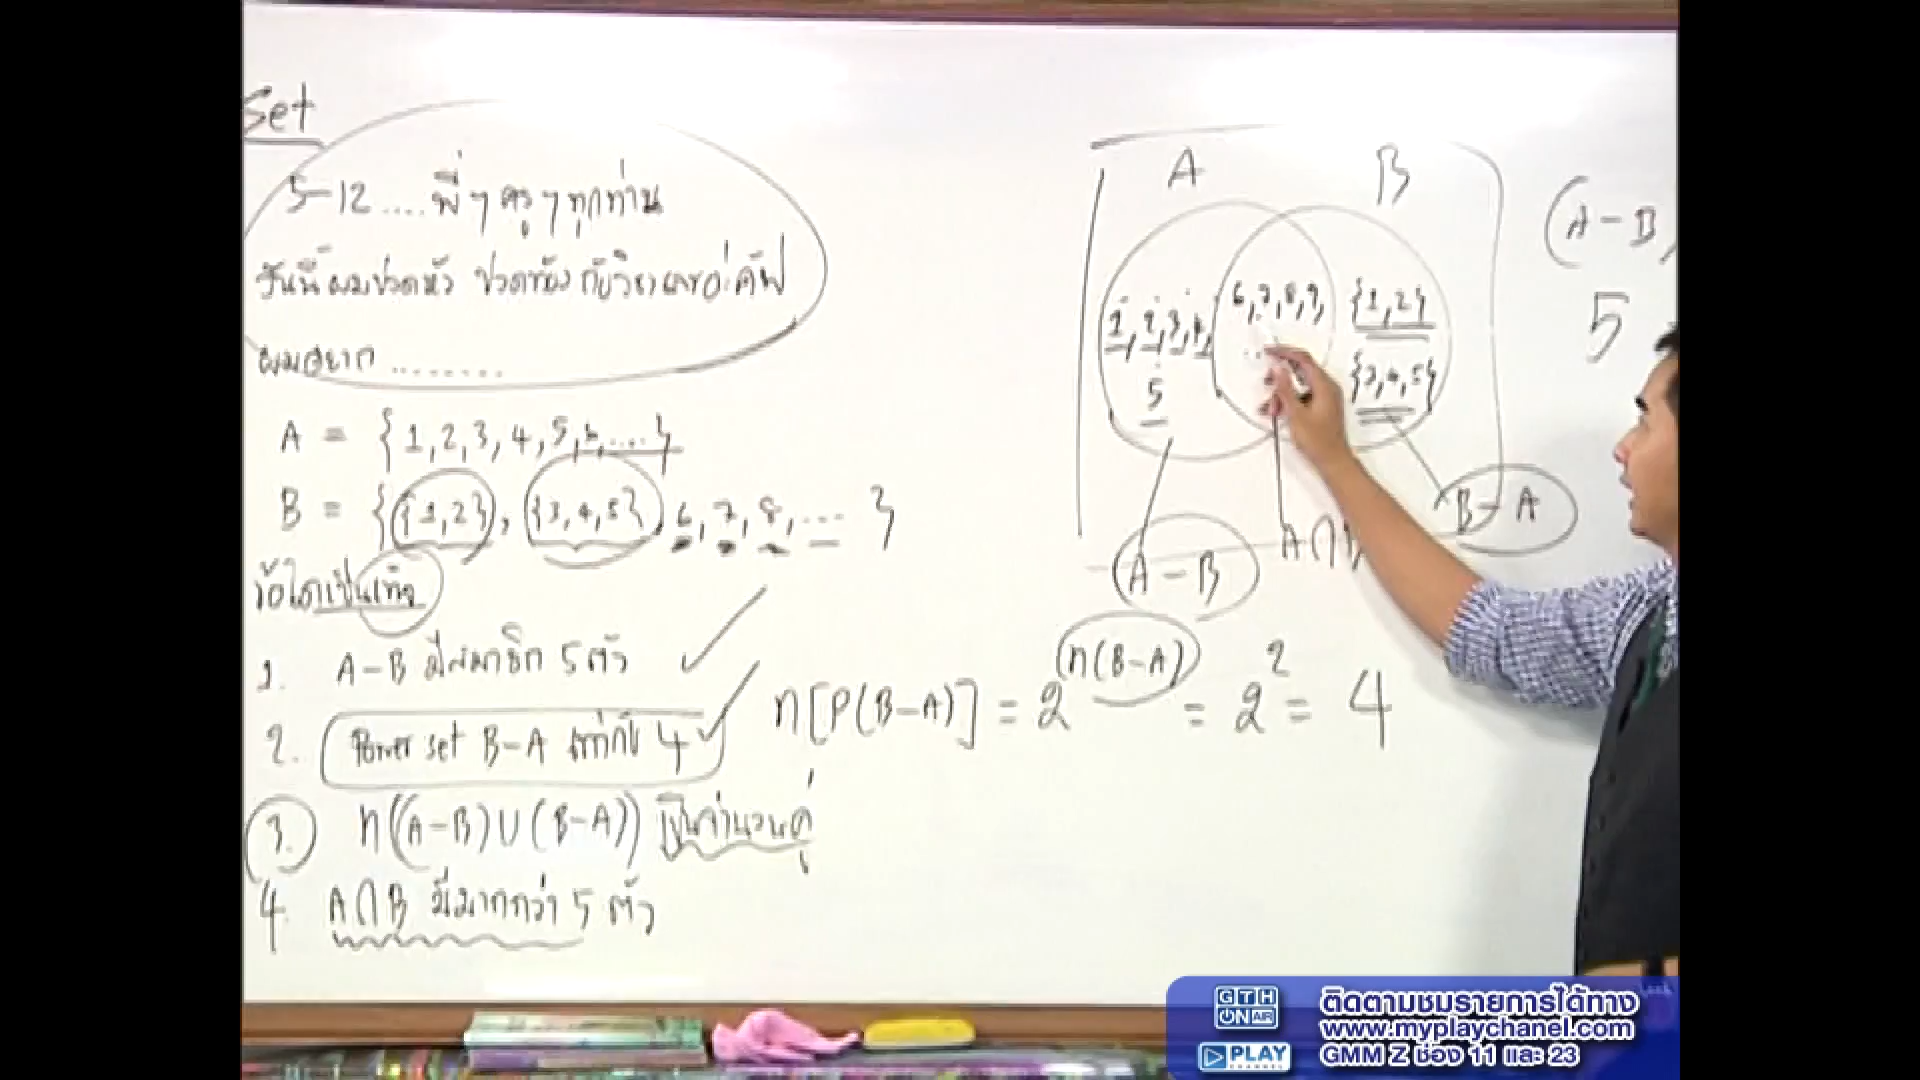 Set
5-12 .... พี่ๆ ครูๆ ทุกท่าน
วันนี้ผมปวดหัว ปวดท้อง กับวิชาเลขอ่ะคับ
ผมอยาก ........
A = {1,2,3,4,5,6,....}
B = {{1,2}, {3,4,5}, 6,7,8,.... }
ข้อใดเป็นเท็จ
1. A-B มีสมาชิก 5 ตัว ✓
2. Power set B-A เท่ากับ 4 ✓
3. n((A-B)∪(B-A)) เป็นจำนวนคู่
4. A∩B มีมากกว่า 5 ตัว
n[P(B-A)] = 2^n(B-A) = 2^2 = 4
A B
1, 2, 3, 4,
5
6,7,8,9,
...
{1,2}
{3,4,5}
A-B
A∩B
B-A
(A-B)
5
GTH
ON AIR
PLAY
CHANNEL
ติดตามชมรายการได้ทาง
www.myplaychanel.com
GMM Z ช่อง 11 และ 23